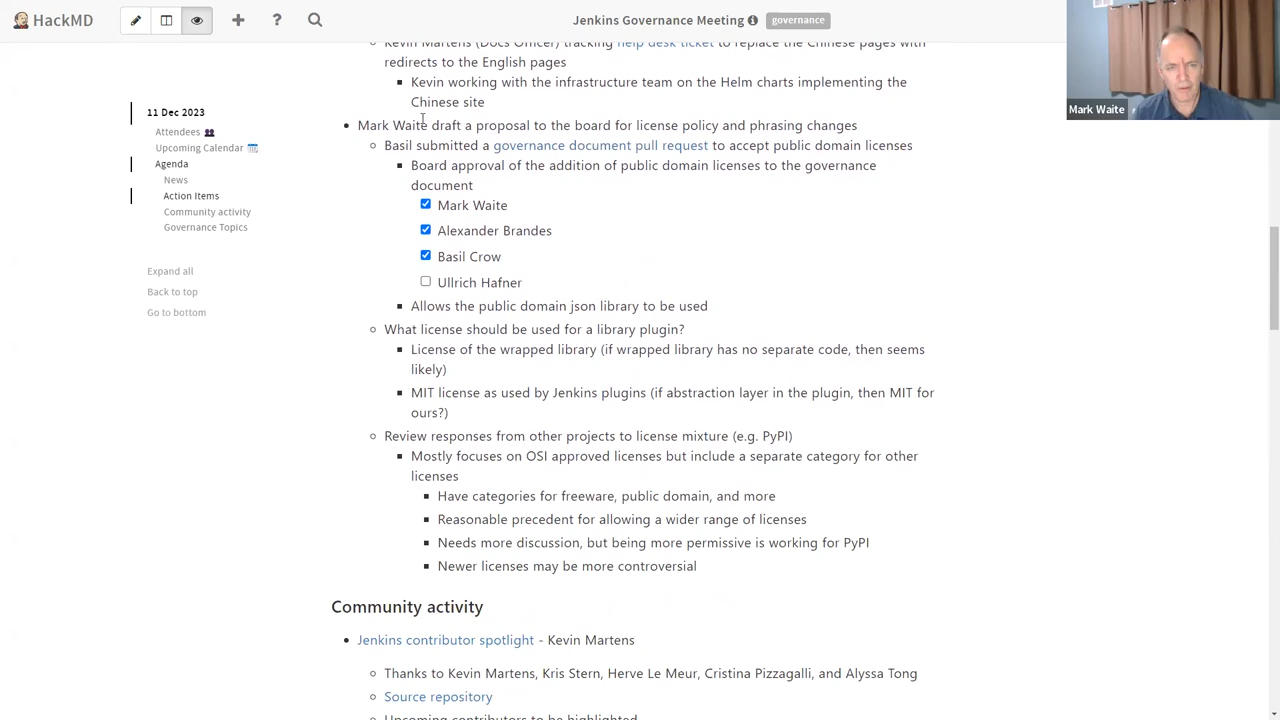 HackMD
Jenkins Governance Meeting
governance
Kevin Martens (Docs Officer) tracking help desk ticket to replace the Chinese pages with
redirects to the English pages
Kevin working with the infrastructure team on the Helm charts implementing the
Chinese site
11 Dec 2023
Attendees
Upcoming Calendar
Agenda
News
Action Items
Community activity
Governance Topics
Expand all
Back to top
Go to bottom
Mark Waite draft a proposal to the board for license policy and phrasing changes
Basil submitted a governance document pull request to accept public domain licenses
Board approval of the addition of public domain licenses to the governance
document
Mark Waite
Alexander Brandes
Basil Crow
Ullrich Hafner
Allows the public domain json library to be used
What license should be used for a library plugin?
License of the wrapped library (if wrapped library has no separate code, then seems
likely)
MIT license as used by Jenkins plugins (if abstraction layer in the plugin, then MIT for
ours?)
Review responses from other projects to license mixture (e.g. PyPI)
Mostly focuses on OSI approved licenses but include a separate category for other
licenses
Have categories for freeware, public domain, and more
Reasonable precedent for allowing a wider range of licenses
Needs more discussion, but being more permissive is working for PyPI
Newer licenses may be more controversial
Community activity
Jenkins contributor spotlight - Kevin Martens
Thanks to Kevin Martens, Kris Stern, Herve Le Meur, Cristina Pizzagalli, and Alyssa Tong
Source repository
Upcoming contributors to be highlighted
Mark Waite